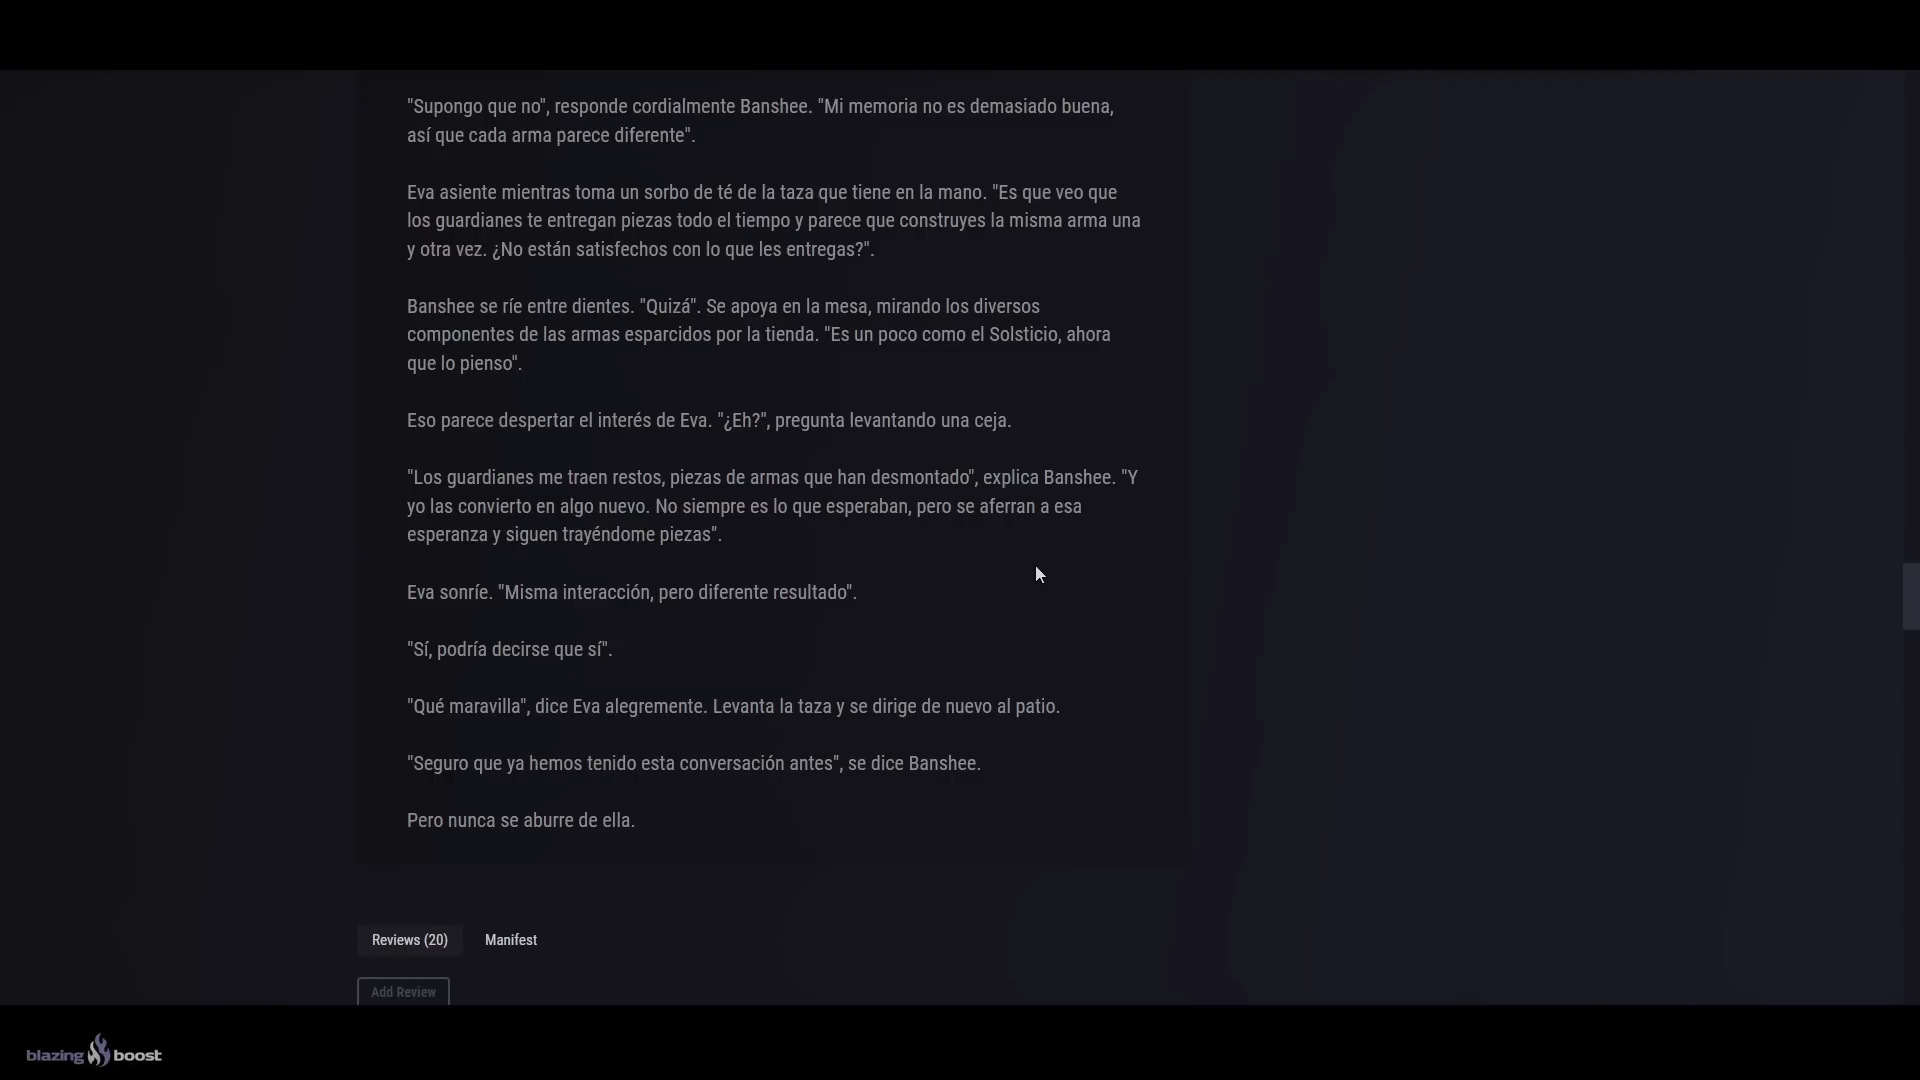 "Supongo que no", responde cordialmente Banshee. "Mi memoria no es demasiado buena,
así que cada arma parece diferente".
Eva asiente mientras toma un sorbo de té de la taza que tiene en la mano. "Es que veo que
los guardianes te entregan piezas todo el tiempo y parece que construyes la misma arma una
y otra vez. ¿No están satisfechos con lo que les entregas?".
Banshee se ríe entre dientes. "Quizá". Se apoya en la mesa, mirando los diversos
componentes de las armas esparcidos por la tienda. "Es un poco como el Solsticio, ahora
que lo pienso".
Eso parece despertar el interés de Eva. "¿Eh?", pregunta levantando una ceja.
"Los guardianes me traen restos, piezas de armas que han desmontado", explica Banshee. "Y
yo las convierto en algo nuevo. No siempre es lo que esperaban, pero se aferran a esa
esperanza y siguen trayéndome piezas".
Eva sonríe. "Misma interacción, pero diferente resultado".
"Sí, podría decirse que sí".
"Qué maravilla", dice Eva alegremente. Levanta la taza y se dirige de nuevo al patio.
"Seguro que ya hemos tenido esta conversación antes", se dice Banshee.
Pero nunca se aburre de ella.
Reviews (20) Manifest
Add Review
blazing boost